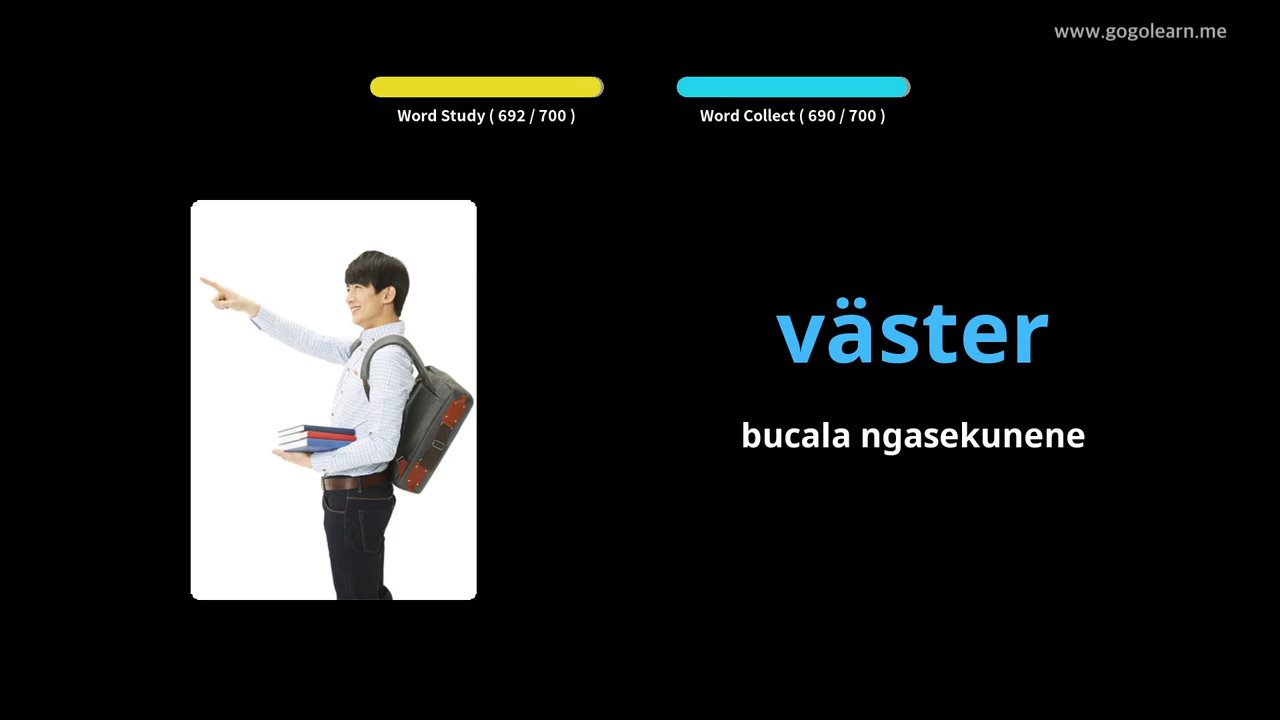 www.gogolearn.me
Word Study ( 692 / 700 )
Word Collect ( 690 / 700 )
väster
bucala ngasekunene